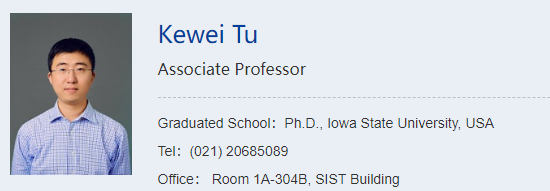 Kewei Tu
Associate Professor
Graduated School：Ph.D., Iowa State University, USA
Tel：(021) 20685089
Office： Room 1A-304B, SIST Building